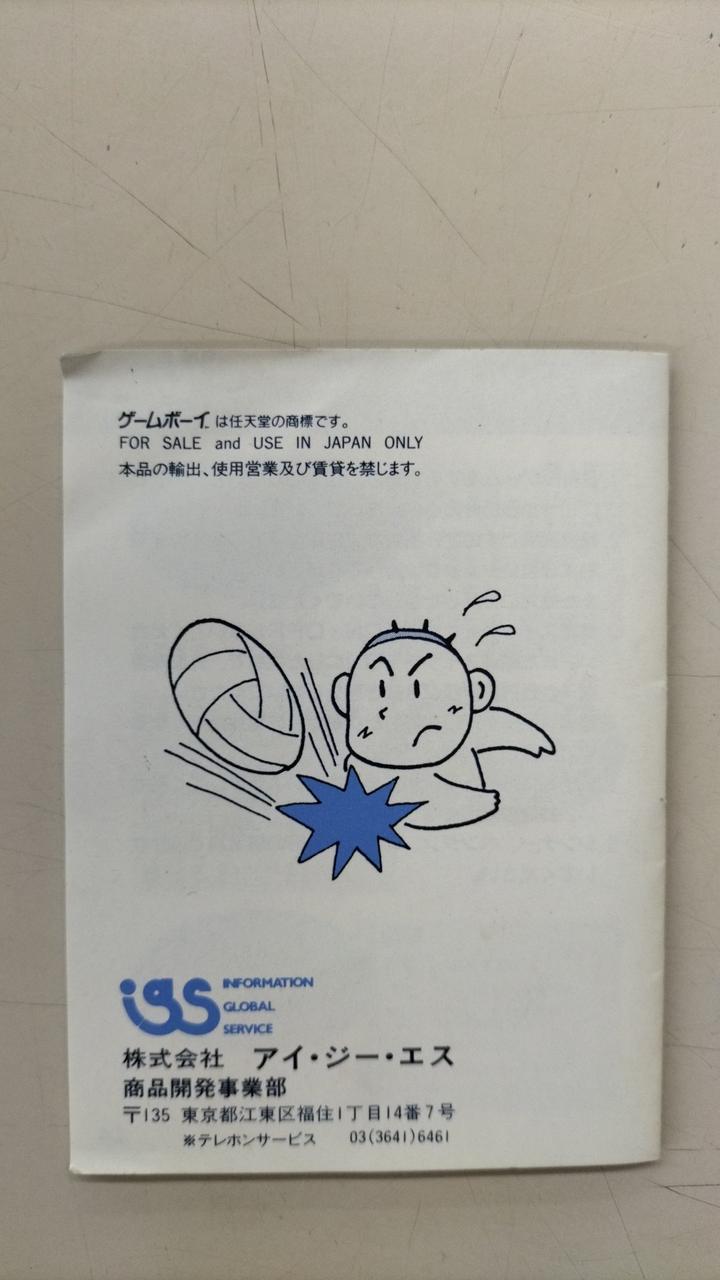 ゲームボーイ は任天堂の商標です。
FOR SALE and USE IN JAPAN ONLY
本品の輸出、使用営業及び賃貸を禁じます。
igs INFORMATION
GLOBAL
SERVICE
株式会社 アイ・ジー・エス
商品開発事業部
〒135 東京都江東区福住1丁目14番7号
※テレホンサービス 03(3641)6461